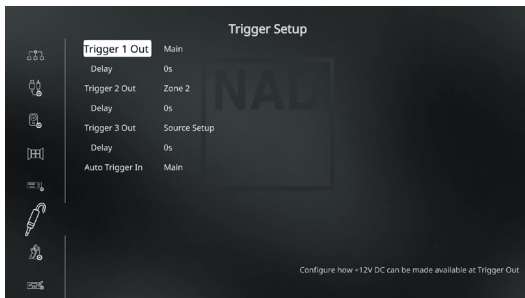 Trigger Setup
Trigger 1 Out Main
Delay 0s
Trigger 2 Out Zone 2
Delay 0s
Trigger 3 Out Source Setup
Delay 0s
Auto Trigger In Main
NAD
Configure how +12V DC can be made available at Trigger Out